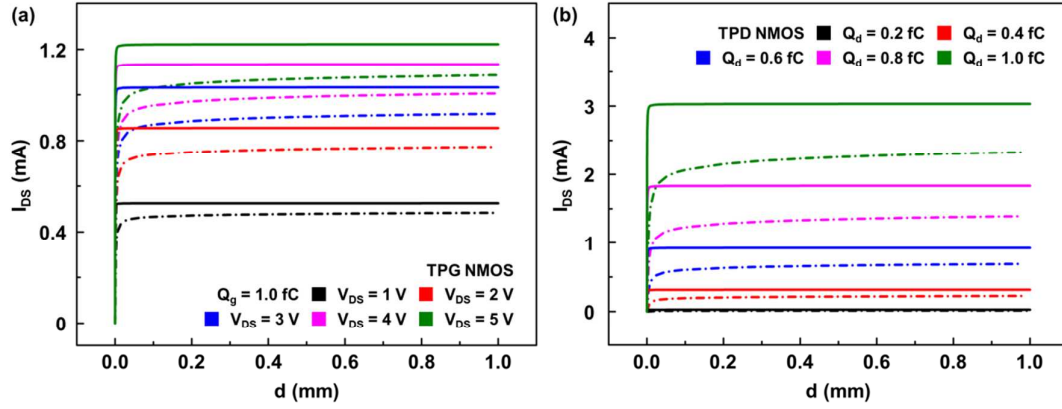 (a)
1.2
0.8
0.4
0
I_DS (mA)
TPG NMOS
Q_g = 1.0 fC V_DS = 1 V V_DS = 2 V
V_DS = 3 V V_DS = 4 V V_DS = 5 V
0.0 0.2 0.4 0.6 0.8 1.0
d (mm)
(b)
4
3
2
1
0
I_DS (mA)
TPD NMOS Q_d = 0.2 fC Q_d = 0.4 fC
Q_d = 0.6 fC Q_d = 0.8 fC Q_d = 1.0 fC
0.0 0.2 0.4 0.6 0.8 1.0
d (mm)